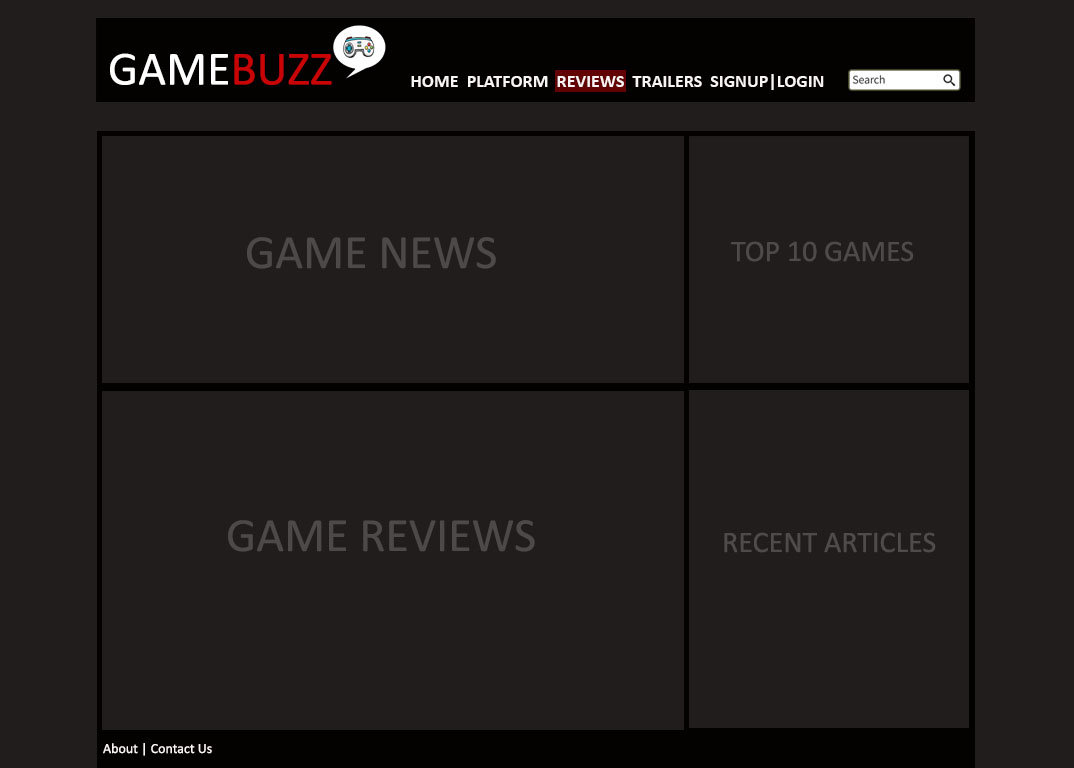 GAMEBUZZ
HOME PLATFORM REVIEWS TRAILERS SIGNUP|LOGIN Search
GAME NEWS
TOP 10 GAMES
GAME REVIEWS
RECENT ARTICLES
About | Contact Us